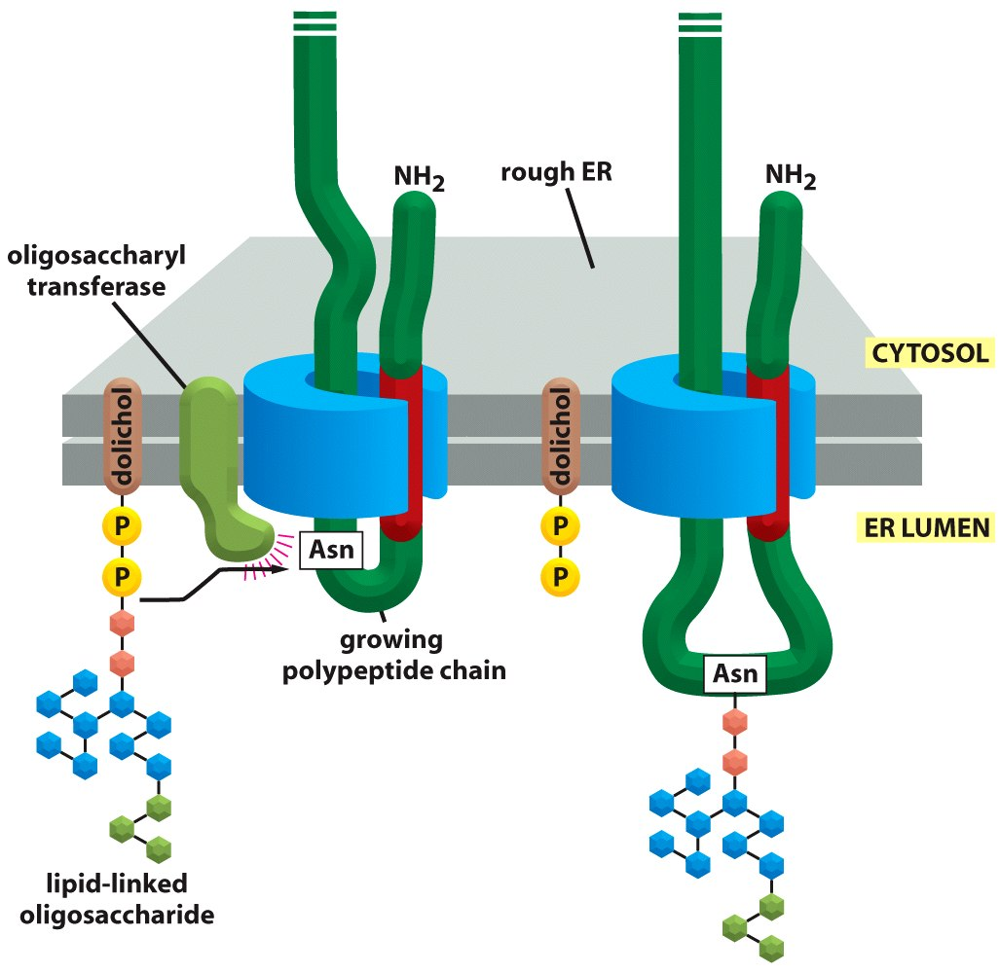 NH2
rough ER
NH2
oligosaccharyl
transferase
CYTOSOL
dolichol
dolichol
P
P
ER LUMEN
Asn
P
P
growing
polypeptide chain
Asn
lipid-linked
oligosaccharide